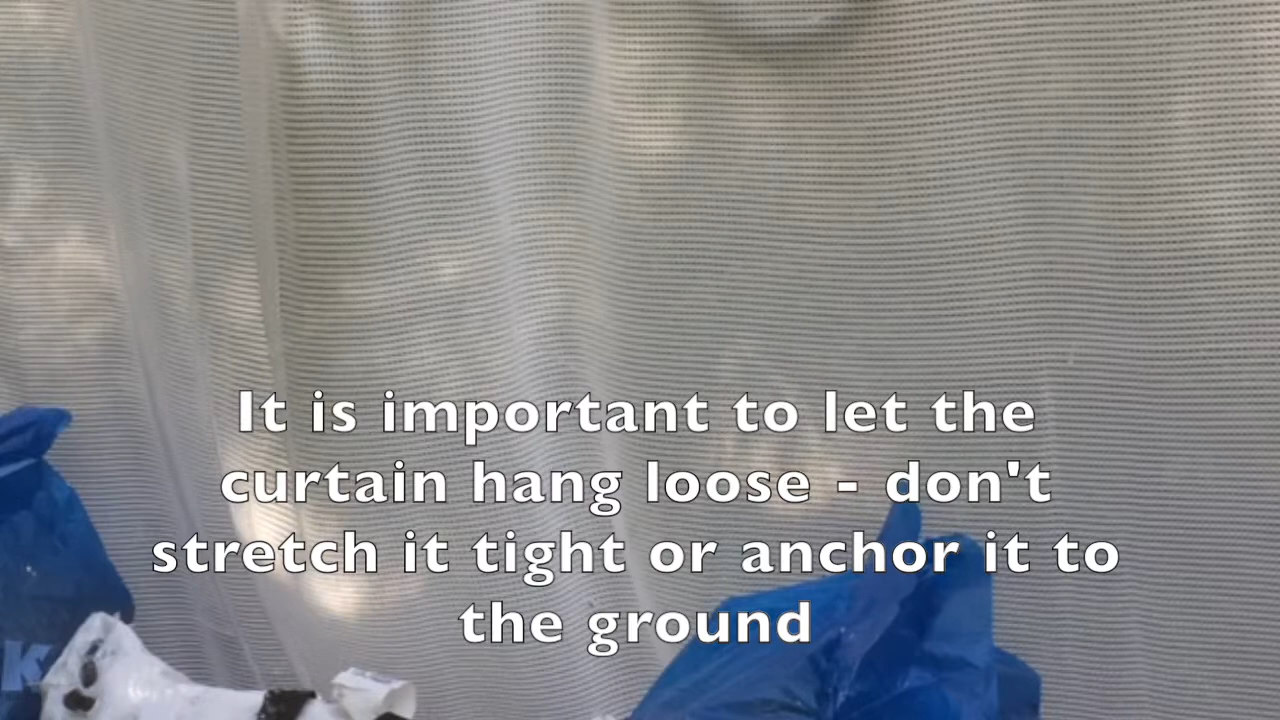 It is important to let the
curtain hang loose - don't
stretch it tight or anchor it to
the ground
K